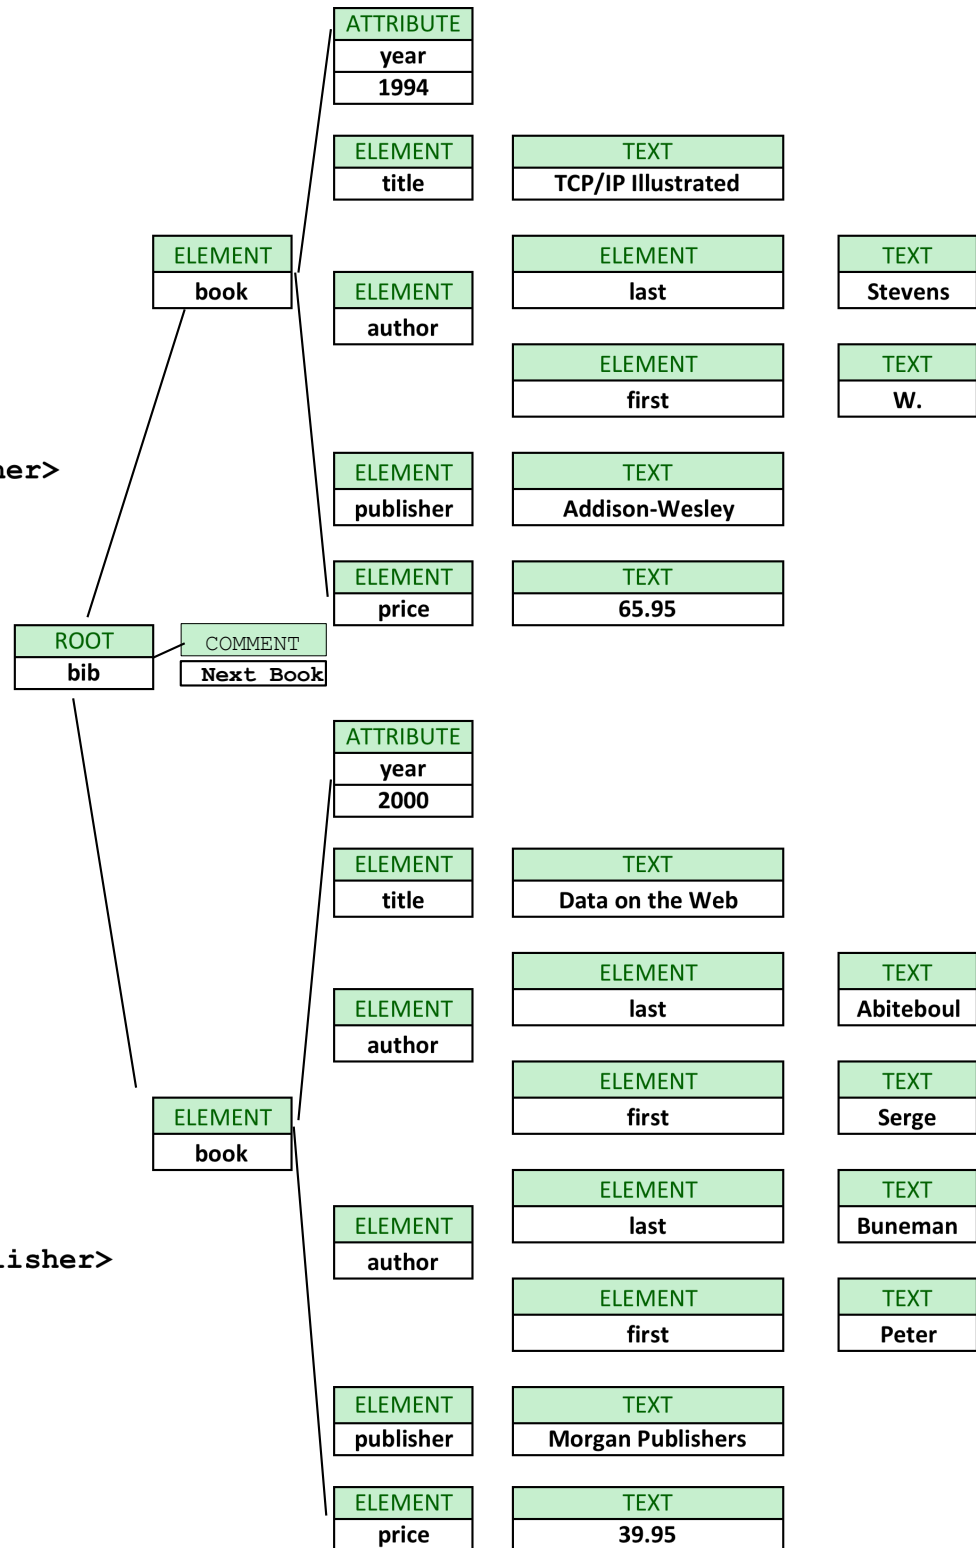 ATTRIBUTE
year
1994
ELEMENT TEXT
title TCP/IP Illustrated
ELEMENT ELEMENT TEXT
book last Stevens
ELEMENT
author
ELEMENT TEXT
first W.
her>
ELEMENT TEXT
publisher Addison-Wesley
ELEMENT TEXT
price 65.95
ROOT COMMENT
bib Next Book
ATTRIBUTE
year
2000
ELEMENT TEXT
title Data on the Web
ELEMENT TEXT
last Abiteboul
ELEMENT
author
ELEMENT TEXT
first Serge
ELEMENT
book
ELEMENT TEXT
last Buneman
ELEMENT
author
lisher>
ELEMENT TEXT
first Peter
ELEMENT TEXT
publisher Morgan Publishers
ELEMENT TEXT
price 39.95